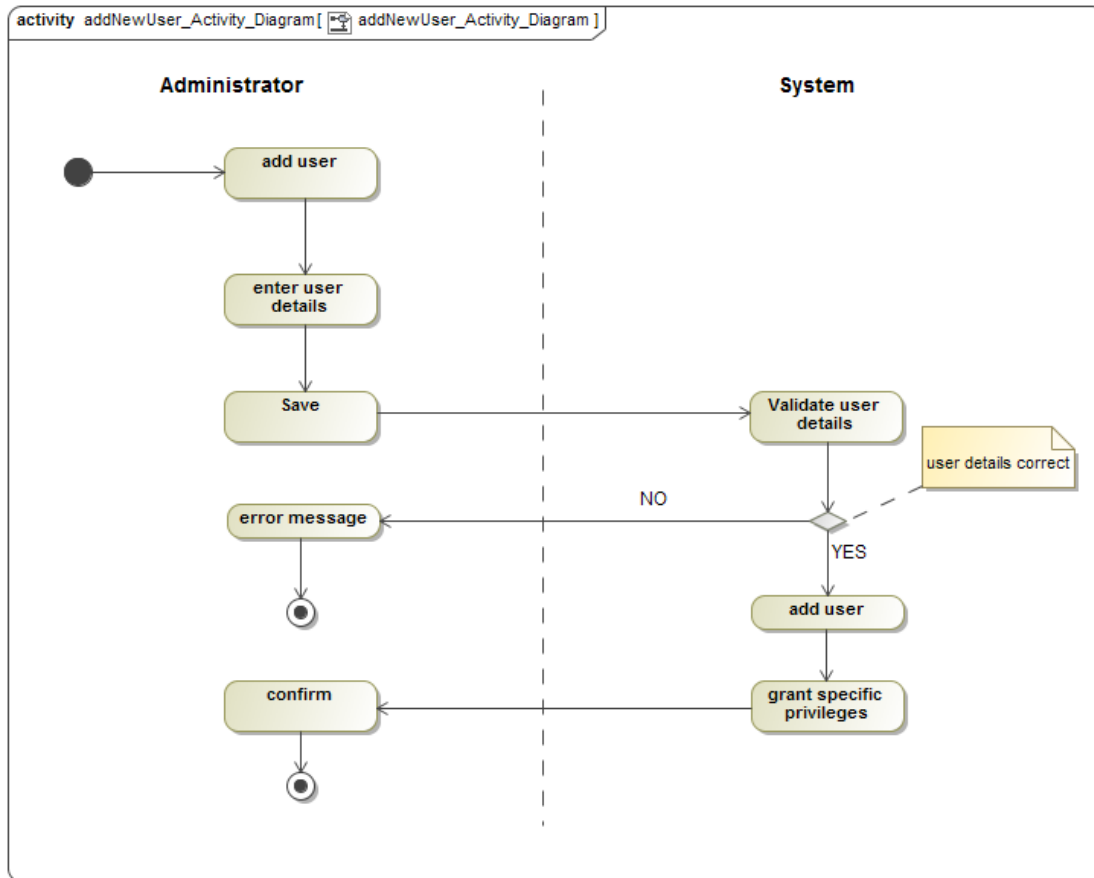 activity addNewUser_Activity_Diagram[ addNewUser_Activity_Diagram ]
Administrator
System
add user
enter user
details
Save
Validate user
details
user details correct
NO
error message
YES
add user
grant specific
privileges
confirm